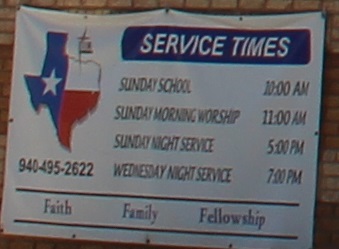 SERVICE TIMES
SUNDAY SCHOOL 10:00 AM
SUNDAY MORNING WORSHIP 11:00 AM
SUNDAY NIGHT SERVICE 5:00 PM
WEDNESDAY NIGHT SERVICE 7:00 PM
940-495-2622
Faith Family Fellowship